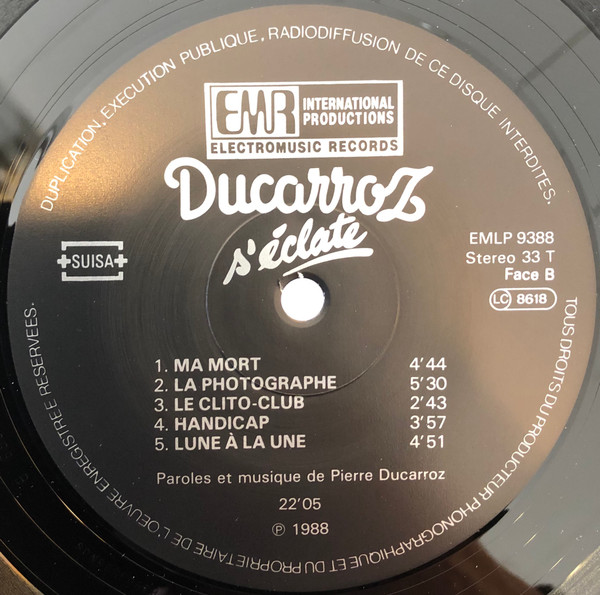 DUPLICATION, EXECUTION PUBLIQUE, RADIODIFFUSION DE CE DISQUE INTERDITES.
EMR INTERNATIONAL
PRODUCTIONS
ELECTROMUSIC RECORDS
Ducarroz
s'éclate
SUISA
EMLP 9388
Stereo 33 T
Face B
LC 8618
1. MA MORT 4'44
2. LA PHOTOGRAPHE 5'30
3. LE CLITO-CLUB 2'43
4. HANDICAP 3'57
5. LUNE À LA UNE 4'51
Paroles et musique de Pierre Ducarroz
22'05
℗ 1988
TOUS DROITS DU PRODUCTEUR PHONOGRAPHIQUE ET DU PROPRIETAIRE DE L'OEUVRE ENREGISTREE RESERVEES.